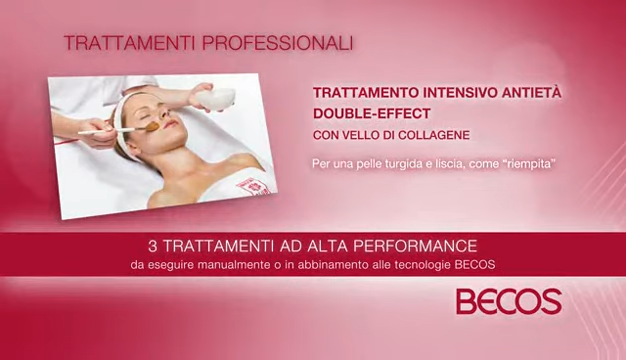 TRATTAMENTI PROFESSIONALI
TRATTAMENTO INTENSIVO ANTIETÀ
DOUBLE-EFFECT
CON VELLO DI COLLAGENE
Per una pelle turgida e liscia, come “riempita”
3 TRATTAMENTI AD ALTA PERFORMANCE
da eseguire manualmente o in abbinamento alle tecnologie BECOS
BECOS